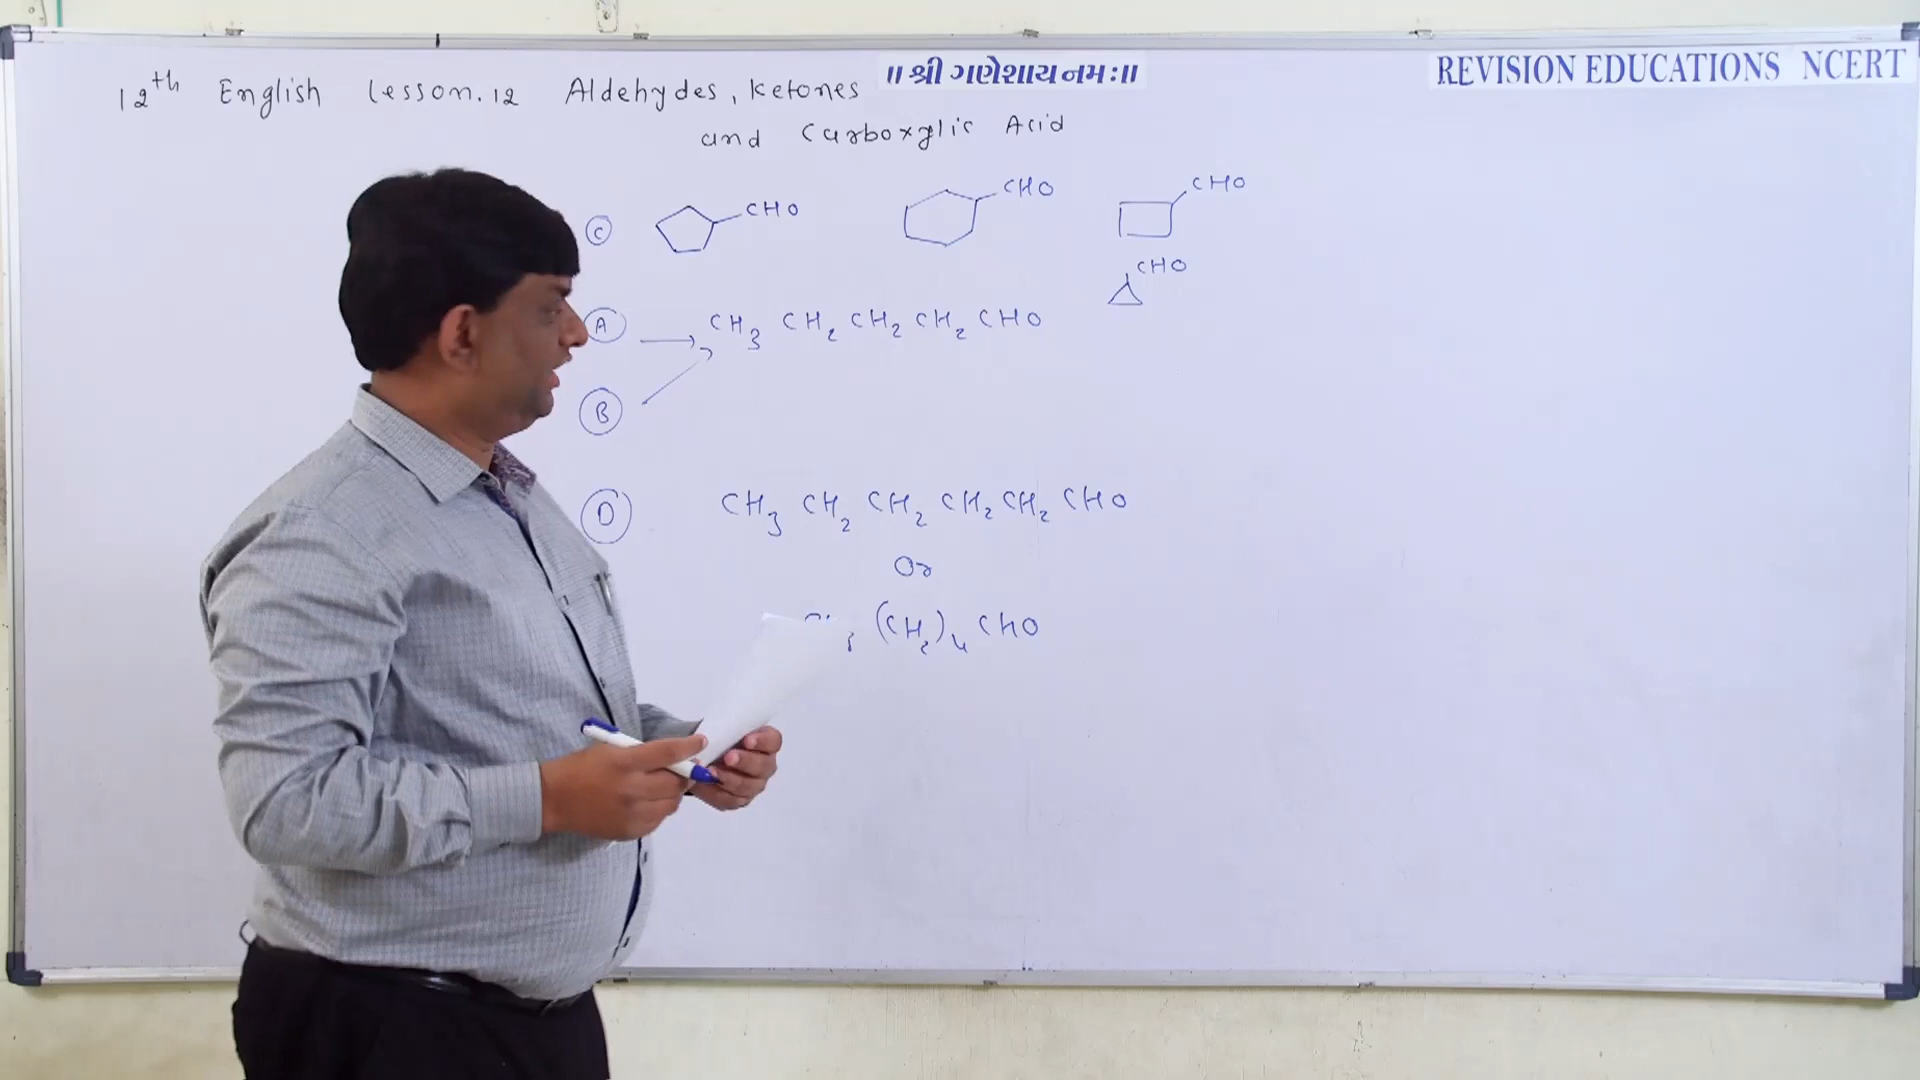 ॥ શ્રી ગણેશાય નમઃ॥
REVISION EDUCATIONS NCERT
12th English Lesson.12 Aldehydes, Ketones
and Carboxylic Acid
C CHO CHO CHO
CHO
A CH3 CH2 CH2 CH2 CHO
B
D CH3 CH2 CH2 CH2 CH2 CHO
Or
(CH2)4 CHO